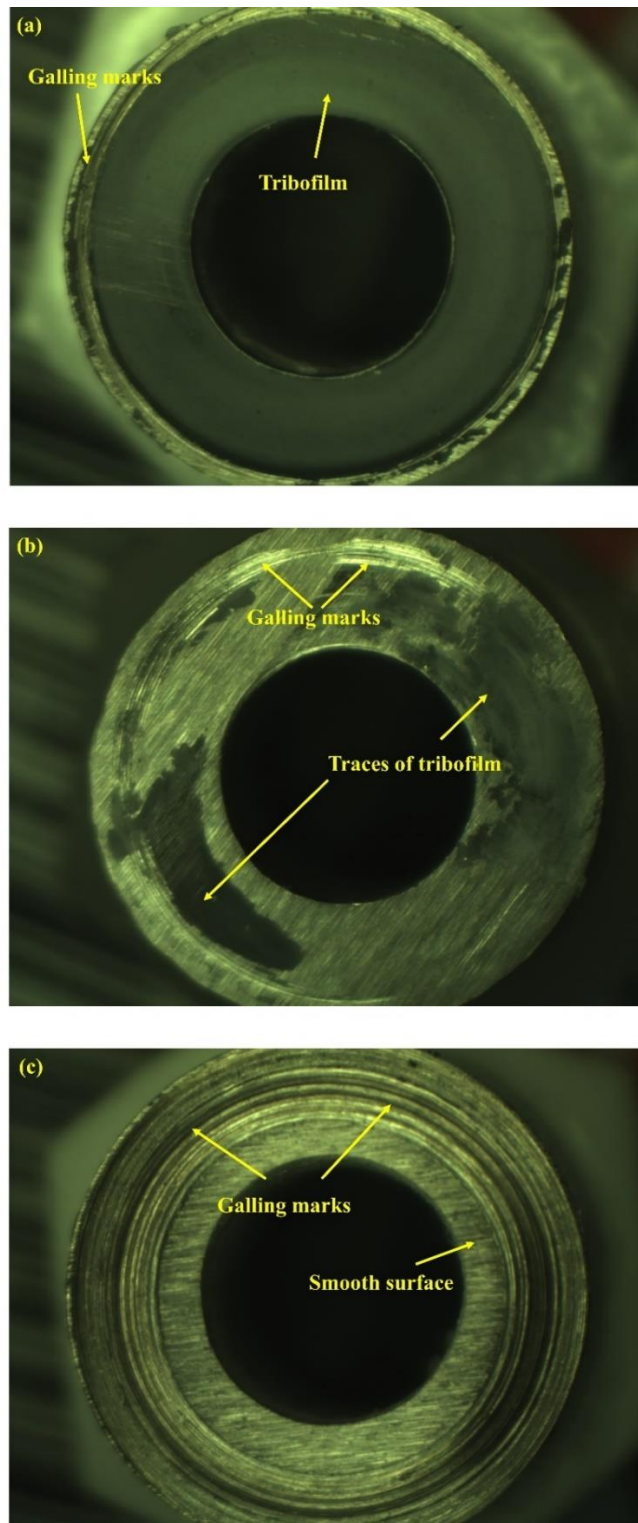 (a)
Galling marks
Tribofilm
(b)
Galling marks
Traces of tribofilm
(c)
Galling marks
Smooth surface